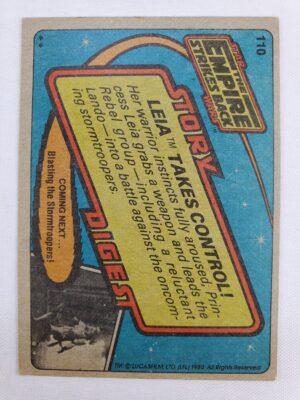 110
STAR
THE
EMPIRE
STRIKES BACK
WARS
STORY
LEIA™ TAKES CONTROL!
Her warrior instincts fully aroused, Prin-
cess Leia grabs a weapon and leads the
Rebel group—including a reluctant
Lando—into a battle against the oncom-
ing stormtroopers.
DIGEST
COMING NEXT...
Blasting the Stormtroopers!
TM: © LUCASFILM LTD. (LFL) 1980. All Rights Reserved.